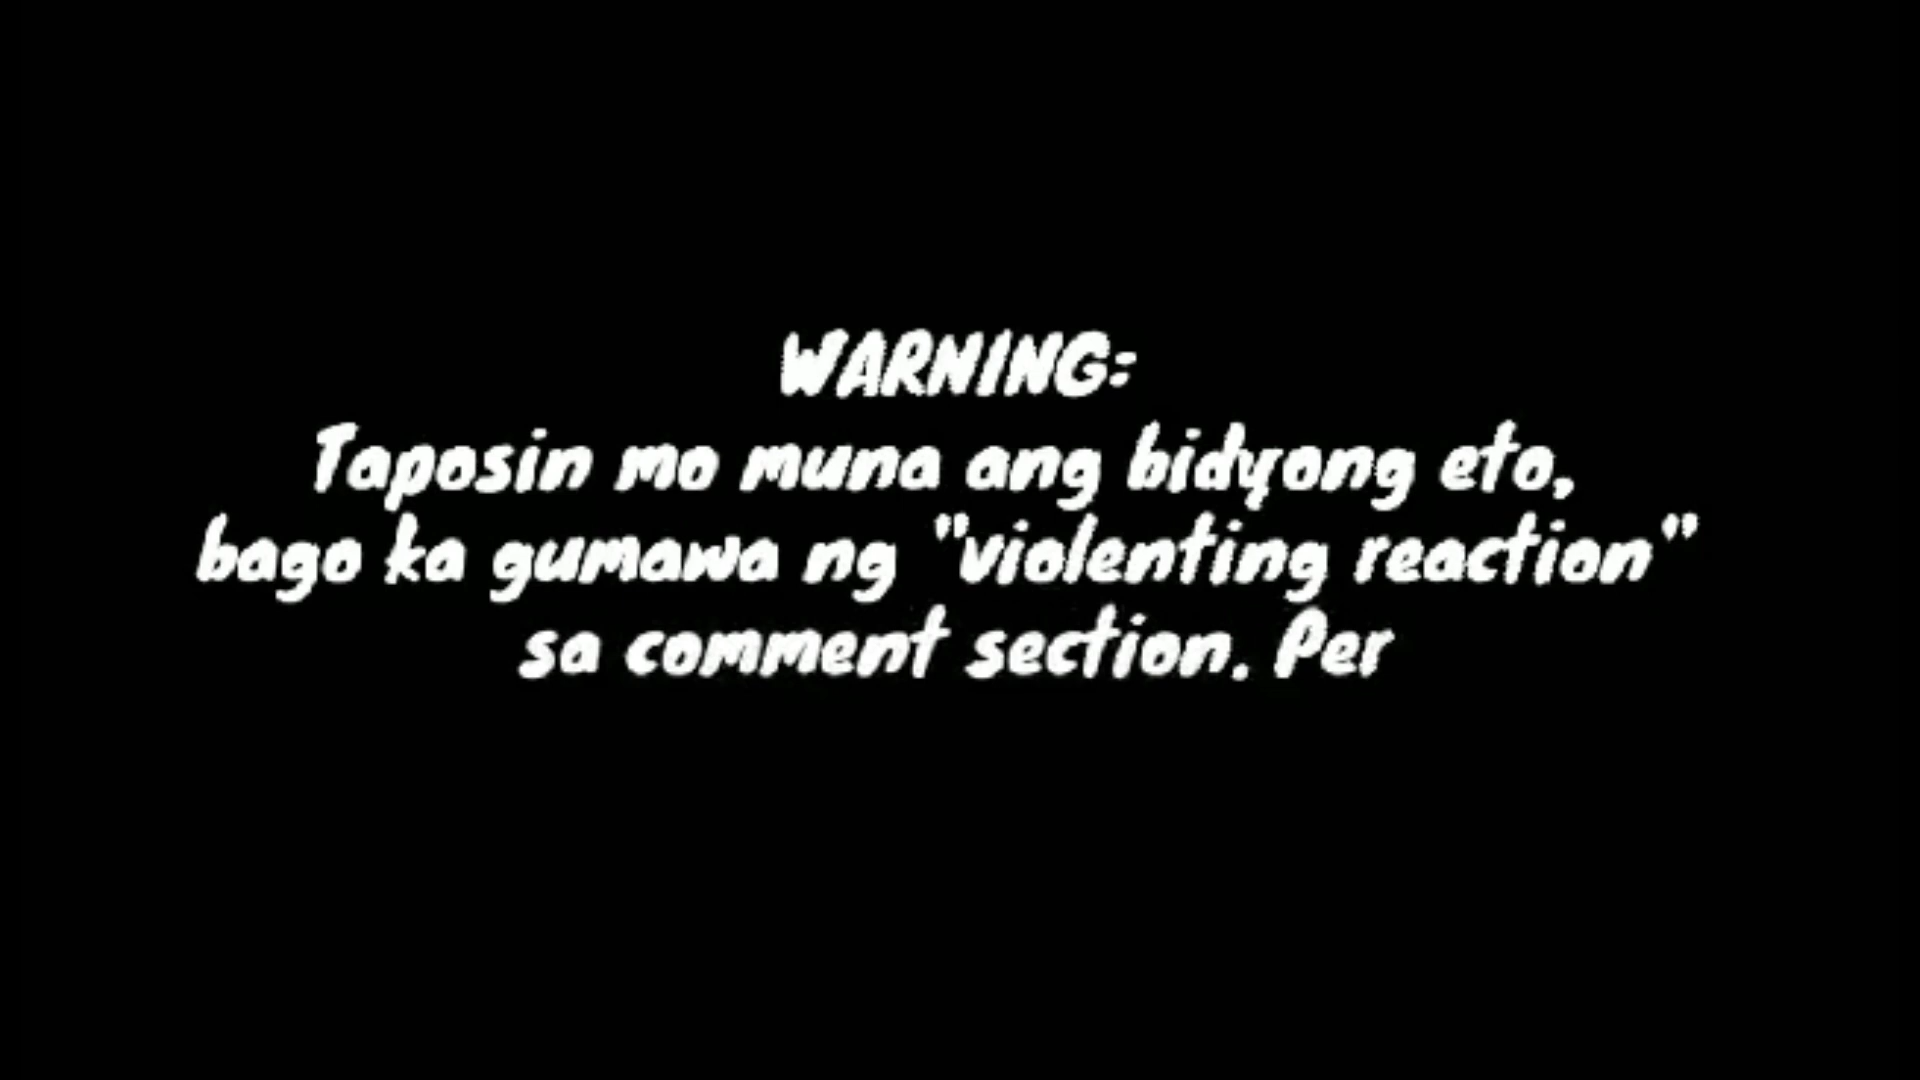 WARNING:
Taposin mo muna ang bidyong eto,
bago ka gumawa ng "violenting reaction"
sa comment section. Per